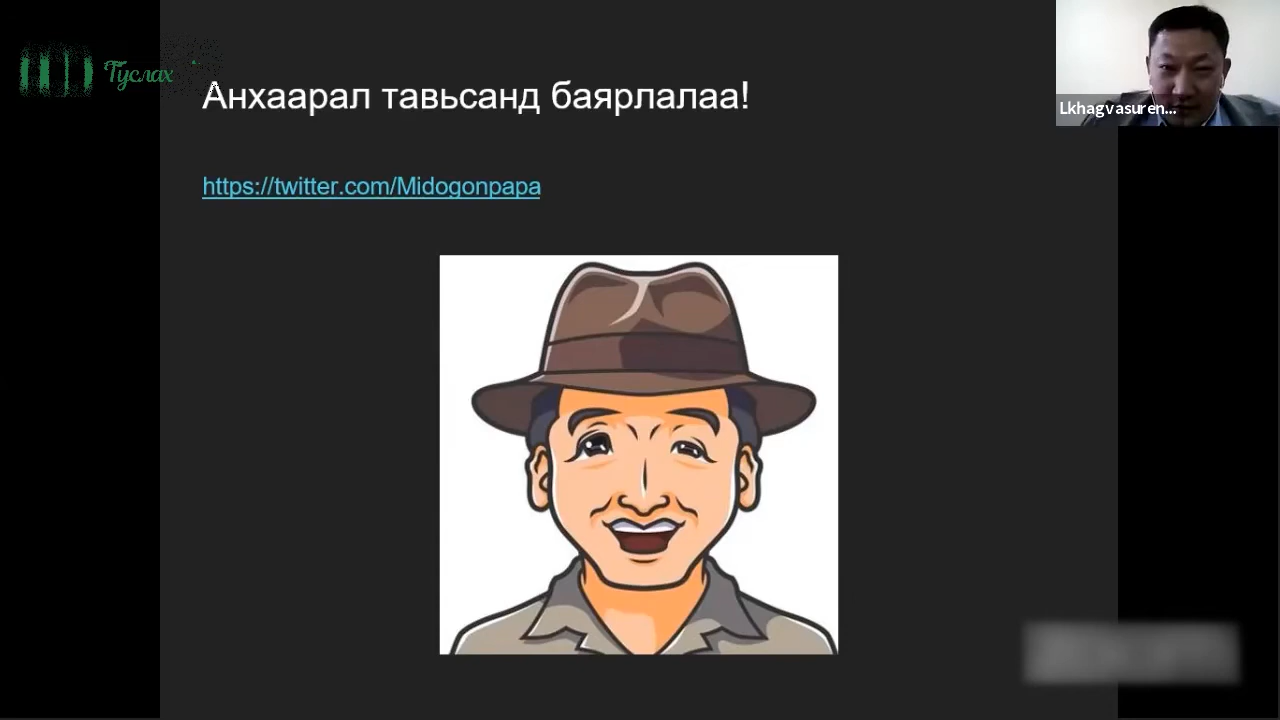 Туслах
Анхаарал тавьсанд баярлалаа!
Lkhagvasuren...
https://twitter.com/Midogonpapa